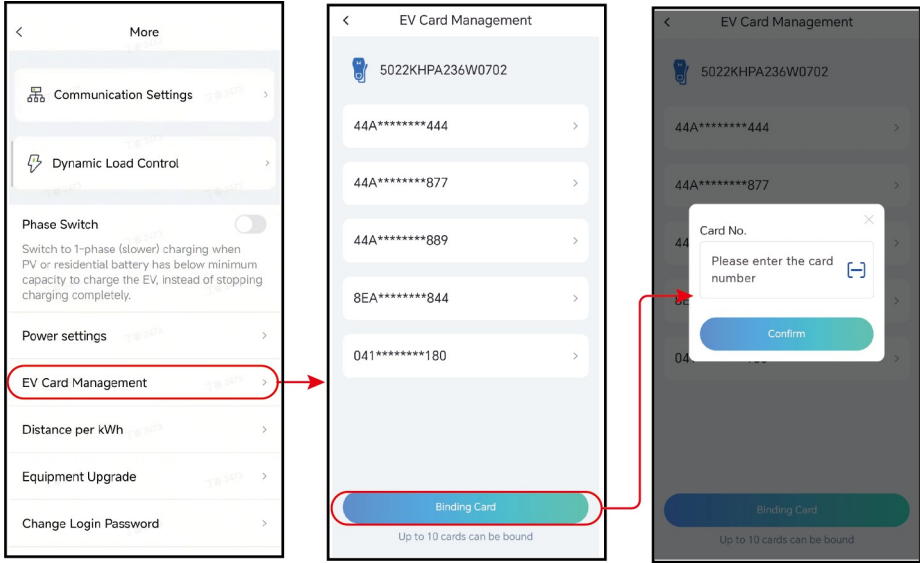 More
Communication Settings
Dynamic Load Control
Phase Switch
Switch to 1-phase (slower) charging when
PV or residential battery has below minimum
capacity to charge the EV, instead of stopping
charging completely.
Power settings
EV Card Management
Distance per kWh
Equipment Upgrade
Change Login Password
EV Card Management
5022KHPA236W0702
44A********444
44A********877
44A********889
8EA********844
041********180
Binding Card
Up to 10 cards can be bound
EV Card Management
5022KHPA236W0702
44A********444
44A********877
44
Card No.
Please enter the card
number
8E
Confirm
04
Binding Card
Up to 10 cards can be bound